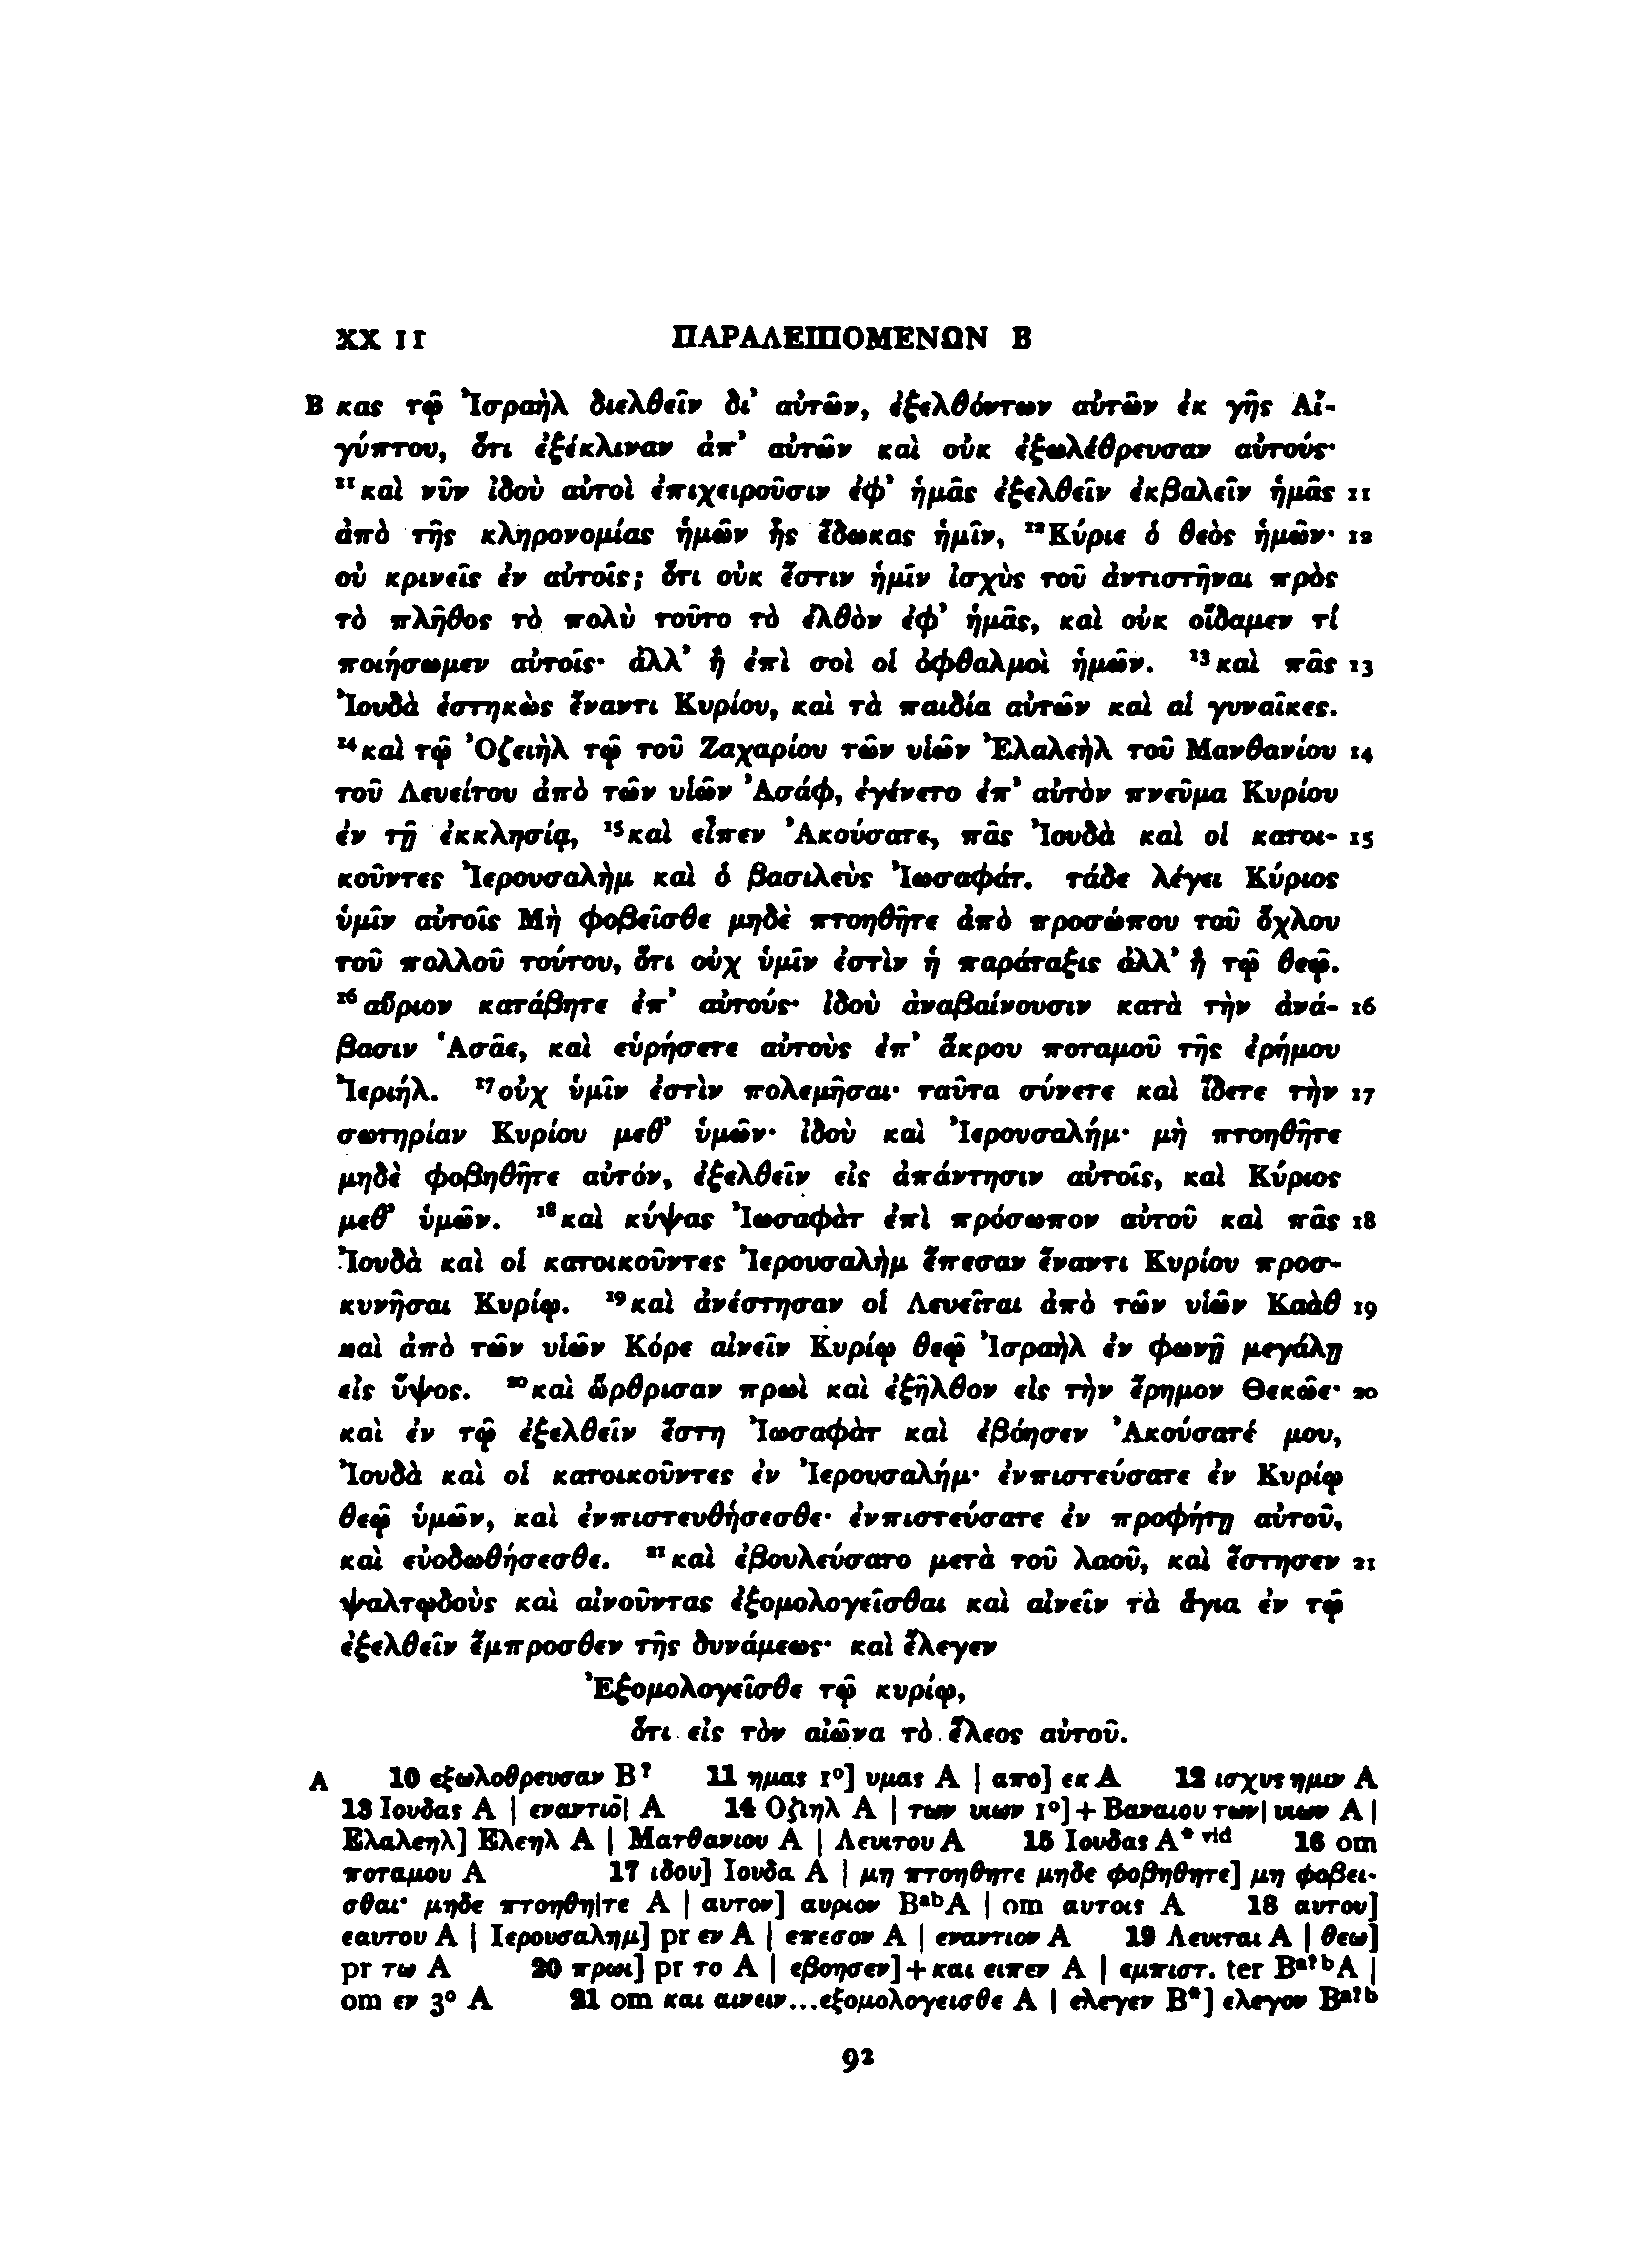 XX 11 ΠΑΡΑΛΕΙΠΟΜΕΝΩΝ Β
B κας τῷ Ἰσραὴλ διελθεῖν δι’ αὐτῶν, ἐξελθόντων αὐτῶν ἐκ γῆς Αἰ-
γύπτου, ὅτι ἐξέκλιναν ἀπ’ αὐτῶν καὶ οὐκ ἐξωλέθρευσαν αὐτούς·
¹¹καὶ νῦν ἰδοὺ αὐτοὶ ἐπιχειροῦσιν ἐφ’ ἡμᾶς ἐξελθεῖν ἐκβαλεῖν ἡμᾶς 11
ἀπὸ τῆς κληρονομίας ἡμῶν ἧς ἔδωκας ἡμῖν, ¹²Κύριε ὁ θεὸς ἡμῶν· 12
οὐ κρινεῖς ἐν αὐτοῖς; ὅτι οὐκ ἔστιν ἡμῖν ἰσχὺς τοῦ ἀντιστῆναι πρὸς
τὸ πλῆθος τὸ πολὺ τοῦτο τὸ ἐλθὸν ἐφ’ ἡμᾶς, καὶ οὐκ οἴδαμεν τί
ποιήσωμεν αὐτοῖς· ἀλλ’ ἢ ἐπὶ σοὶ οἱ ὀφθαλμοὶ ἡμῶν. ¹³καὶ πᾶς 13
Ἰουδὰ ἑστηκὼς ἔναντι Κυρίου, καὶ τὰ παιδία αὐτῶν καὶ αἱ γυναῖκες.
¹⁴καὶ τῷ Ὀζειὴλ τῷ τοῦ Ζαχαρίου τῶν υἱῶν Ἐλαλεὴλ τοῦ Μανθανίου 14
τοῦ Λευείτου ἀπὸ τῶν υἱῶν Ἀσάφ, ἐγένετο ἐπ’ αὐτὸν πνεῦμα Κυρίου
ἐν τῇ ἐκκλησίᾳ, ¹⁵καὶ εἶπεν Ἀκούσατε, πᾶς Ἰουδὰ καὶ οἱ κατοι- 15
κοῦντες Ἰερουσαλὴμ καὶ ὁ βασιλεὺς Ἰωσαφάτ. τάδε λέγει Κύριος
ὑμῖν αὐτοῖς Μὴ φοβεῖσθε μηδὲ πτοηθῆτε ἀπὸ προσώπου τοῦ ὄχλου
τοῦ πολλοῦ τούτου, ὅτι οὐχ ὑμῖν ἐστὶν ἡ παράταξις ἀλλ’ ἢ τῷ θεῷ.
¹⁶αὔριον κατάβητε ἐπ’ αὐτούς· ἰδοὺ ἀναβαίνουσιν κατὰ τὴν ἀνά- 16
βασιν Ἁσᾶε, καὶ εὑρήσετε αὐτοὺς ἐπ’ ἄκρου ποταμοῦ τῆς ἐρήμου
Ἰεριήλ. ¹⁷οὐχ ὑμῖν ἐστὶν πολεμῆσαι· ταῦτα σύνετε καὶ ἴδετε τὴν 17
σωτηρίαν Κυρίου μεθ’ ὑμῶν· ἰδοὺ καὶ Ἰερουσαλήμ· μὴ πτοηθῆτε
μηδὲ φοβηθῆτε αὐτόν, ἐξελθεῖν εἰς ἀπάντησιν αὐτοῖς, καὶ Κύριος
μεθ’ ὑμῶν. ¹⁸καὶ κύψας Ἰωσαφὰτ ἐπὶ πρόσωπον αὐτοῦ καὶ πᾶς 18
Ἰουδὰ καὶ οἱ κατοικοῦντες Ἰερουσαλὴμ ἔπεσαν ἔναντι Κυρίου προσ-
κυνῆσαι Κυρίῳ. ¹⁹καὶ ἀνέστησαν οἱ Λευεῖται ἀπὸ τῶν υἱῶν Καὰθ 19
καὶ ἀπὸ τῶν υἱῶν Κόρε αἰνεῖν Κυρίῳ θεῷ Ἰσραὴλ ἐν φωνῇ μεγάλῃ
εἰς ὕψος. ²⁰καὶ ὤρθρισαν πρωὶ καὶ ἐξῆλθον εἰς τὴν ἔρημον Θεκῶε· 20
καὶ ἐν τῷ ἐξελθεῖν ἔστη Ἰωσαφὰτ καὶ ἐβόησεν Ἀκούσατέ μου,
Ἰουδὰ καὶ οἱ κατοικοῦντες ἐν Ἰερουσαλήμ· ἐνπιστεύσατε ἐν Κυρίῳ
θεῷ ὑμῶν, καὶ ἐνπιστευθήσεσθε· ἐνπιστεύσατε ἐν προφήτῃ αὐτοῦ,
καὶ εὐοδωθήσεσθε. ²¹καὶ ἐβουλεύσατο μετὰ τοῦ λαοῦ, καὶ ἔστησεν 21
ψαλτῳδοὺς καὶ αἰνοῦντας ἐξομολογεῖσθαι καὶ αἰνεῖν τὰ ἅγια ἐν τῷ
ἐξελθεῖν ἔμπροσθεν τῆς δυνάμεως· καὶ ἔλεγεν
Ἐξομολογεῖσθε τῷ κυρίῳ,
ὅτι εἰς τὸν αἰῶνα τὸ ἔλεος αὐτοῦ.
A 10 εξωλοθρευσαν Bˀ 11 ημας 1º] υμας A | απο] εκ A 12 ισχυς ημιν A
13 Ιουδας A | εναντιο̄| A 14 Οζιηλ A | των υιων 1º]+Βαναιου των| υιων A |
Ελαλεηλ] Ελεηλ A | Ματθανιου A | Λευιτου A 15 Ιουδας A* ᵛⁱᵈ 16 om
ποταμου A 17 ιδου] Ιουδα A | μη πτοηθητε μηδε φοβηθητε] μη φοβει-
σθαι· μηδε πτοηθη|τε A | αυτον] αυριον BᵃᵇA | om αυτοις A 18 αυτου]
εαυτου A | Ιερουσαλημ] pr εν A | επεσον A | εναντιον A 19 Λευιται A | θεω]
pr τω A 20 πρωι] pr το A | εβοησεν]+και ειπεν A | εμπιστ. ter Bᵃ?ᵇA |
om εν 3º A 21 om και αινειν...εξομολογεισθε A | ελεγεν B*] ελεγον Bᵃ?ᵇ
92